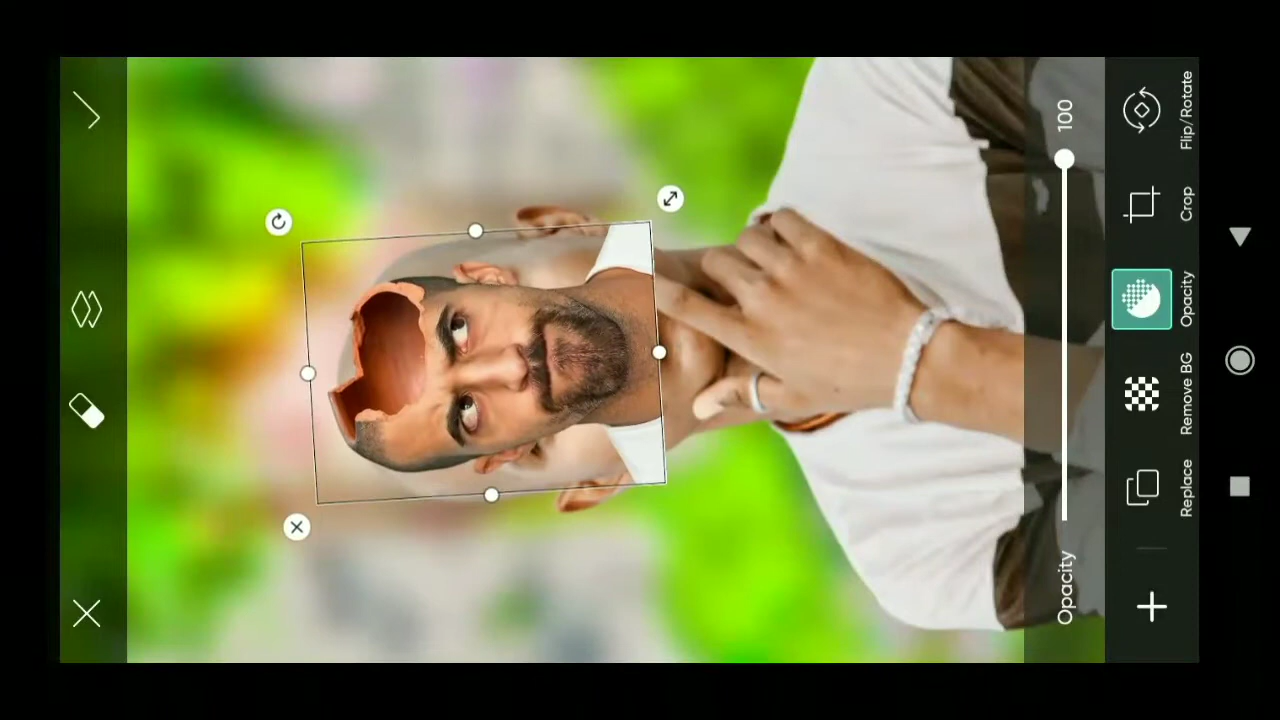 100
Opacity
Replace
Remove BG
Opacity
Crop
Flip/Rotate